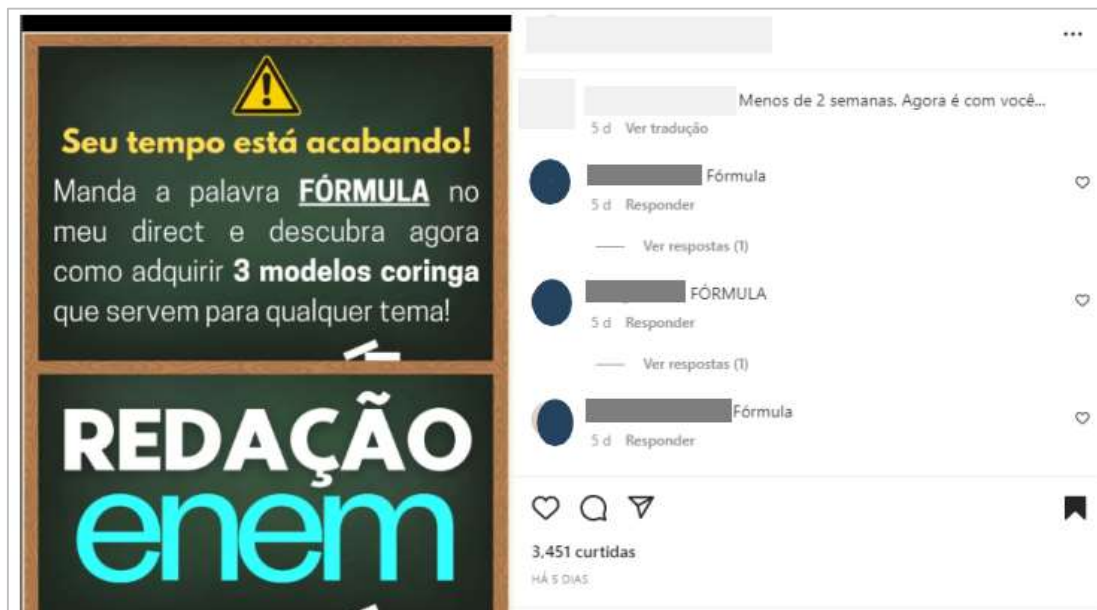 Seu tempo está acabando!
Manda a palavra FÓRMULA no
meu direct e descubra agora
como adquirir 3 modelos coringa
que servem para qualquer tema!
REDAÇÃO
enem
Menos de 2 semanas. Agora é com você...
5 d Ver tradução
Fórmula
5 d Responder
Ver respostas (1)
FÓRMULA
5 d Responder
Ver respostas (1)
Fórmula
5 d Responder
3,451 curtidas
HÁ 5 DIAS